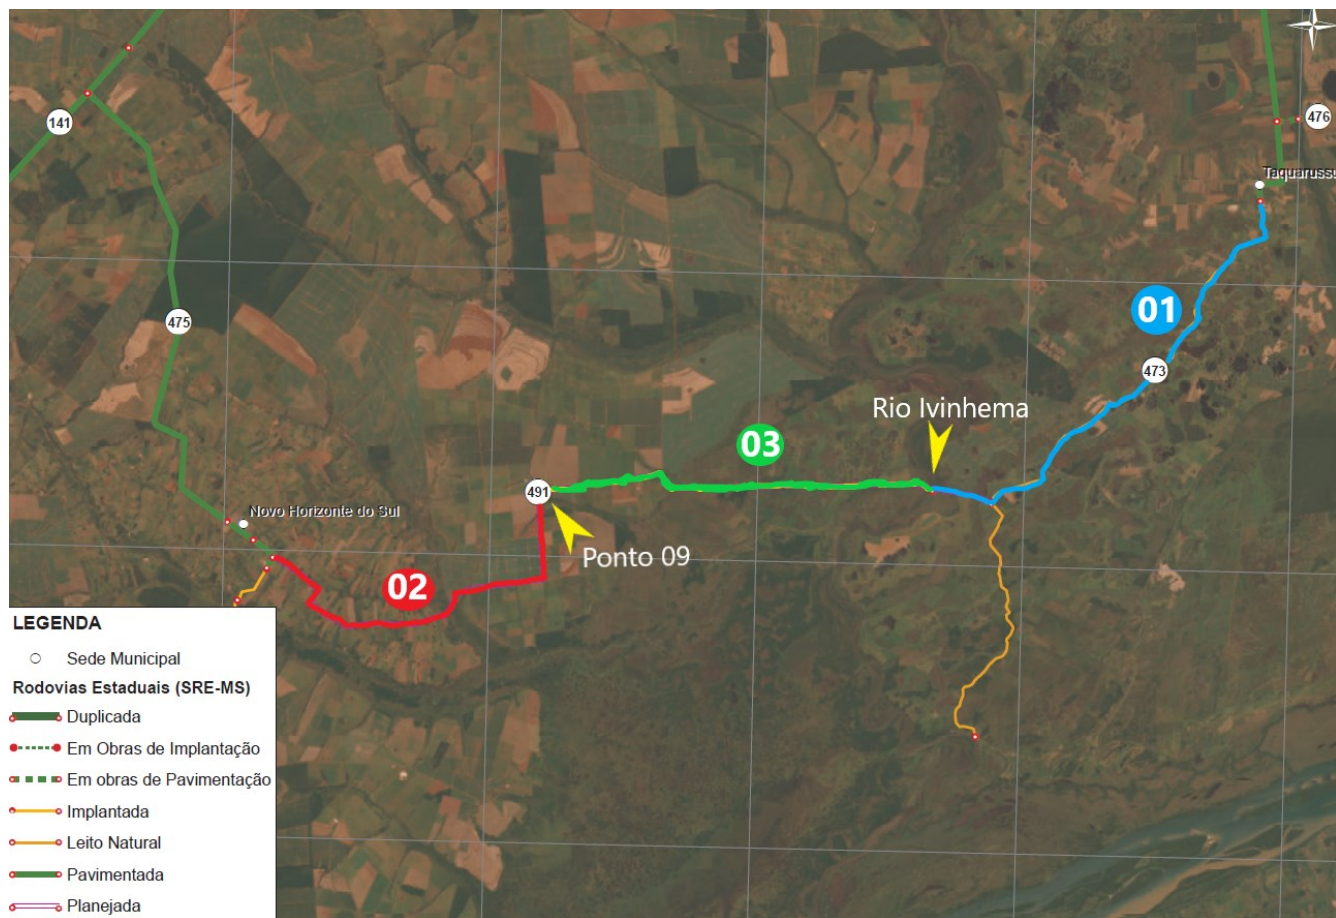 141
476
Taquarussu
01
475
473
Rio Ivinhema
03
491
Novo Horizonte do Sul
Ponto 09
02
LEGENDA
Sede Municipal
Rodovias Estaduais (SRE-MS)
Duplicada
Em Obras de Implantação
Em obras de Pavimentação
Implantada
Leito Natural
Pavimentada
Planejada